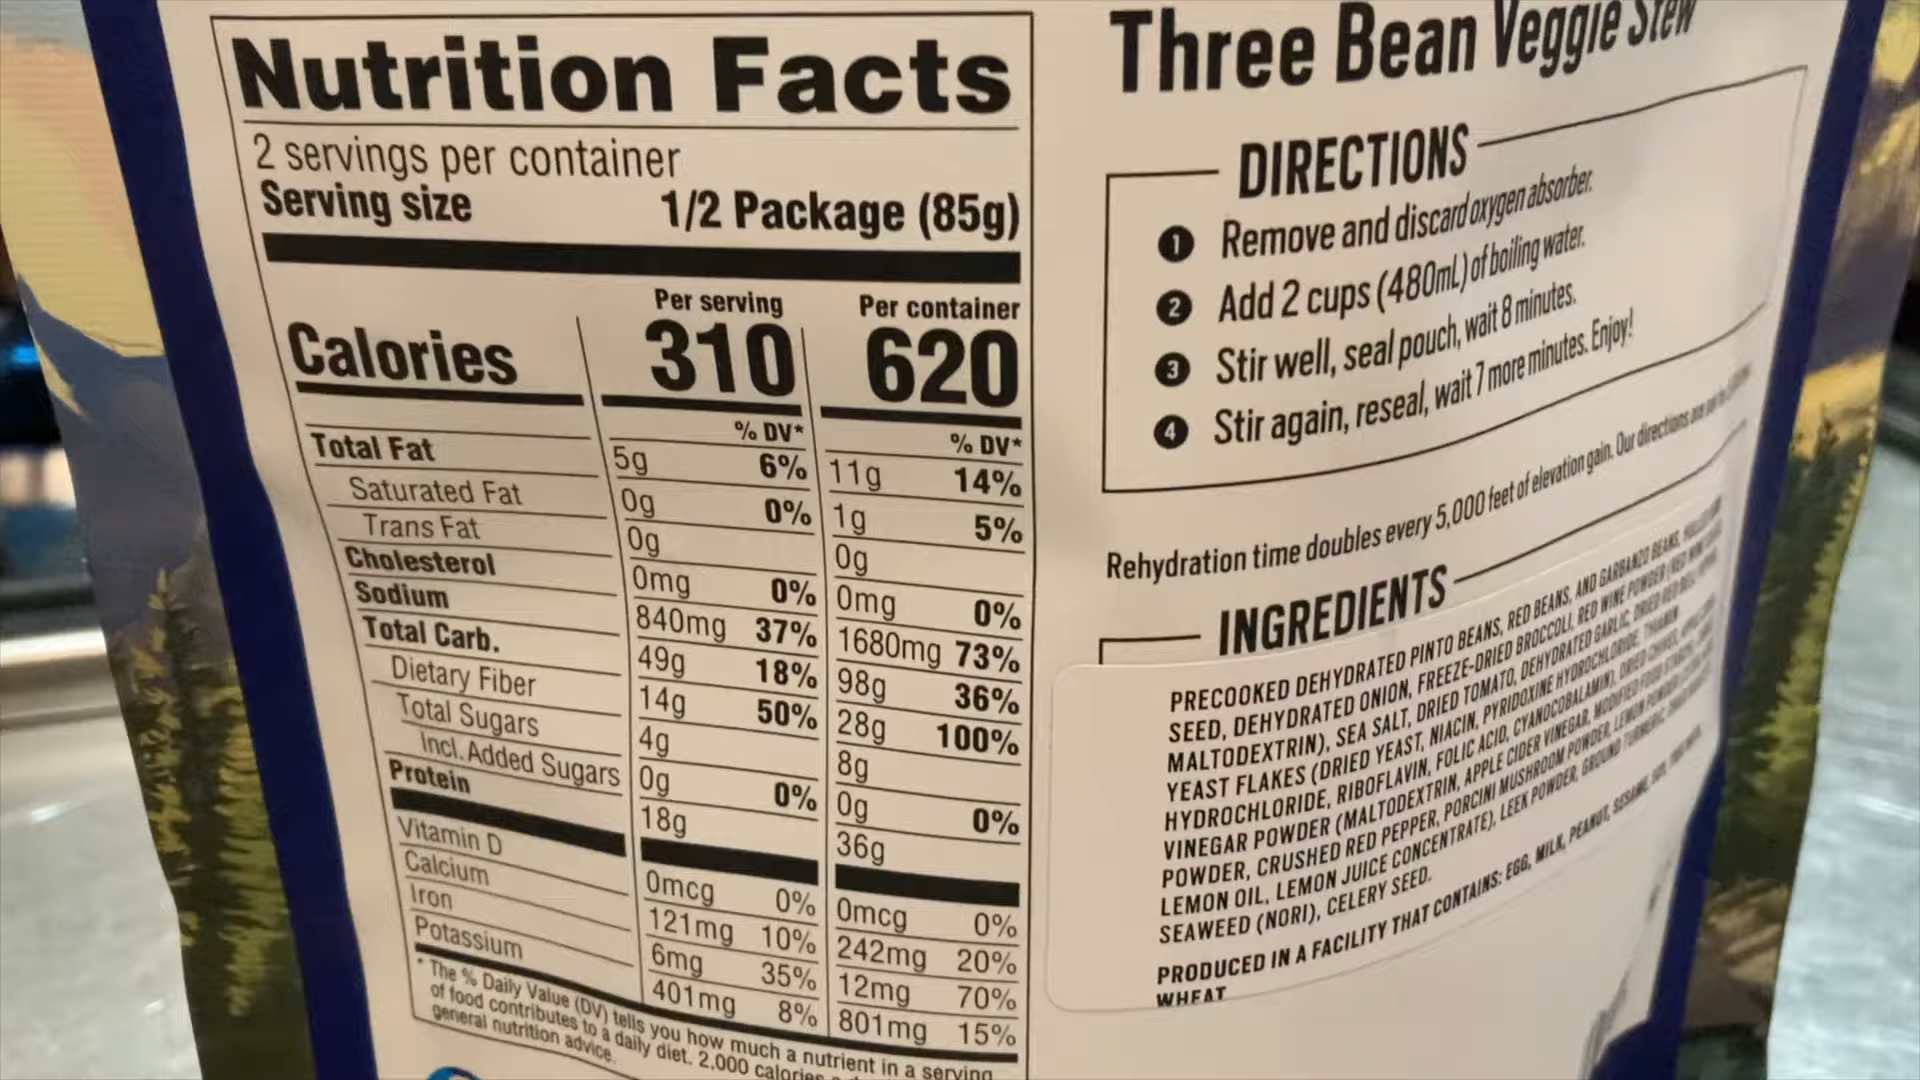 Nutrition Facts
2 servings per container
Serving size 1/2 Package (85g)
Per serving Per container
Calories 310 620
% DV* % DV*
Total Fat 5g 6% 11g 14%
Saturated Fat 0g 0% 1g 5%
Trans Fat 0g 0g
Cholesterol 0mg 0% 0mg 0%
Sodium 840mg 37% 1680mg 73%
Total Carb. 49g 18% 98g 36%
Dietary Fiber 14g 50% 28g 100%
Total Sugars 4g 8g
Incl. Added Sugars 0g 0% 0g 0%
Protein 18g 36g
Vitamin D 0mcg 0% 0mcg 0%
Calcium 121mg 10% 242mg 20%
Iron 6mg 35% 12mg 70%
Potassium 401mg 8% 801mg 15%
* The % Daily Value (DV) tells you how much a nutrient in a serving
of food contributes to a daily diet. 2,000 calories
general nutrition advice.
Three Bean Veggie Stew
DIRECTIONS
1 Remove and discard oxygen absorber.
2 Add 2 cups (480mL) of boiling water.
3 Stir well, seal pouch, wait 8 minutes.
4 Stir again, reseal, wait 7 more minutes. Enjoy!
Rehydration time doubles every 5,000 feet of elevation gain. Our directions are
INGREDIENTS
PRECOOKED DEHYDRATED PINTO BEANS, RED BEANS, AND GARBANZO BEANS,
SEED, DEHYDRATED ONION, FREEZE-DRIED BROCCOLI, RED WINE POWDER (RED WINE
MALTODEXTRIN), SEA SALT, DRIED TOMATO, DEHYDRATED GARLIC, DRIED RED BELL
YEAST FLAKES (DRIED YEAST, NIACIN, PYRIDOXINE HYDROCHLORIDE, THIAMIN
HYDROCHLORIDE, RIBOFLAVIN, FOLIC ACID, CYANOCOBALAMIN), DRIED CHIVES,
VINEGAR POWDER (MALTODEXTRIN, APPLE CIDER VINEGAR, MODIFIED FOOD STARCH),
POWDER, CRUSHED RED PEPPER, PORCINI MUSHROOM POWDER, LEMON POWDER
LEMON OIL, LEMON JUICE CONCENTRATE), LEEK POWDER, GROUND TURMERIC,
SEAWEED (NORI), CELERY SEED.
PRODUCED IN A FACILITY THAT CONTAINS: EGG, MILK, PEANUT, SESAME, SOY,
WHEAT